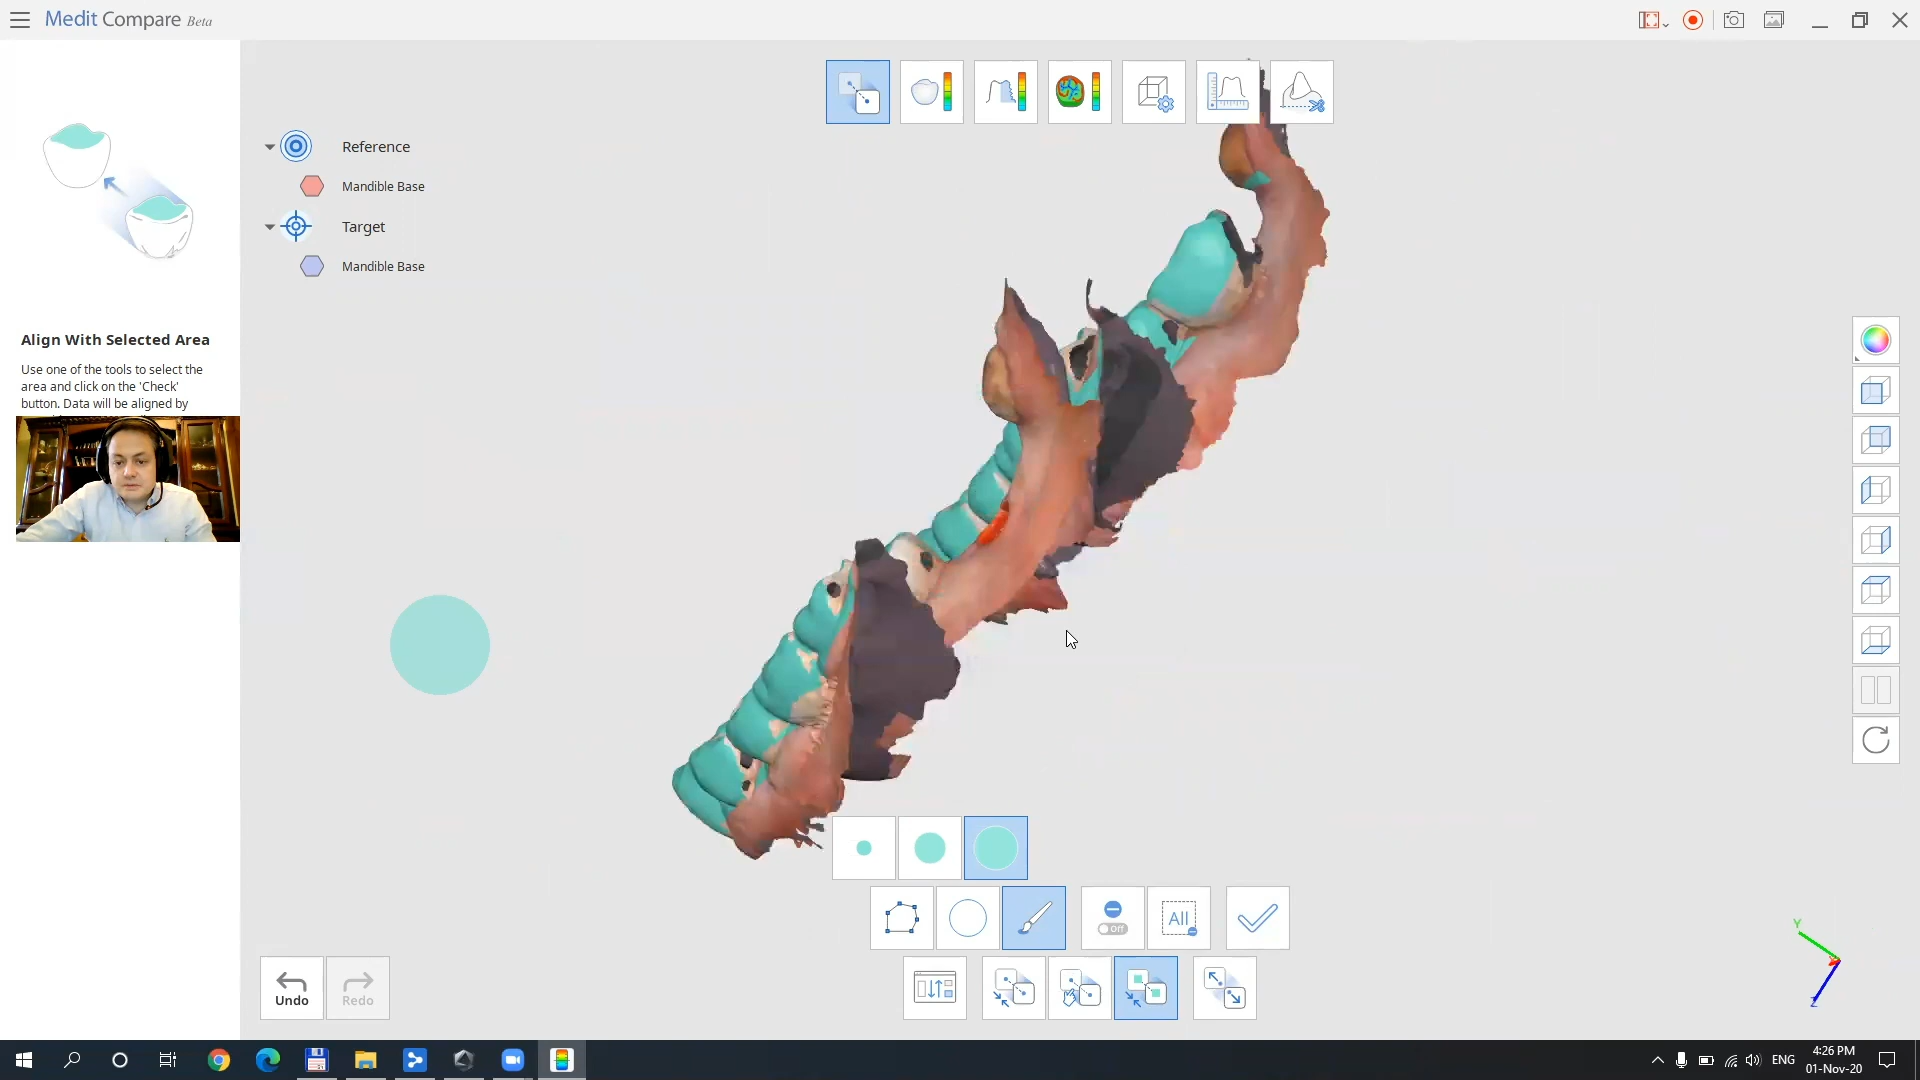 Medit Compare Beta
Reference
Mandible Base
Target
Mandible Base
Align With Selected Area
Use one of the tools to select the
area and click on the 'Check'
button. Data will be aligned by
Off
All
Undo
Redo
Y
Z
ENG
4:26 PM
01-Nov-20